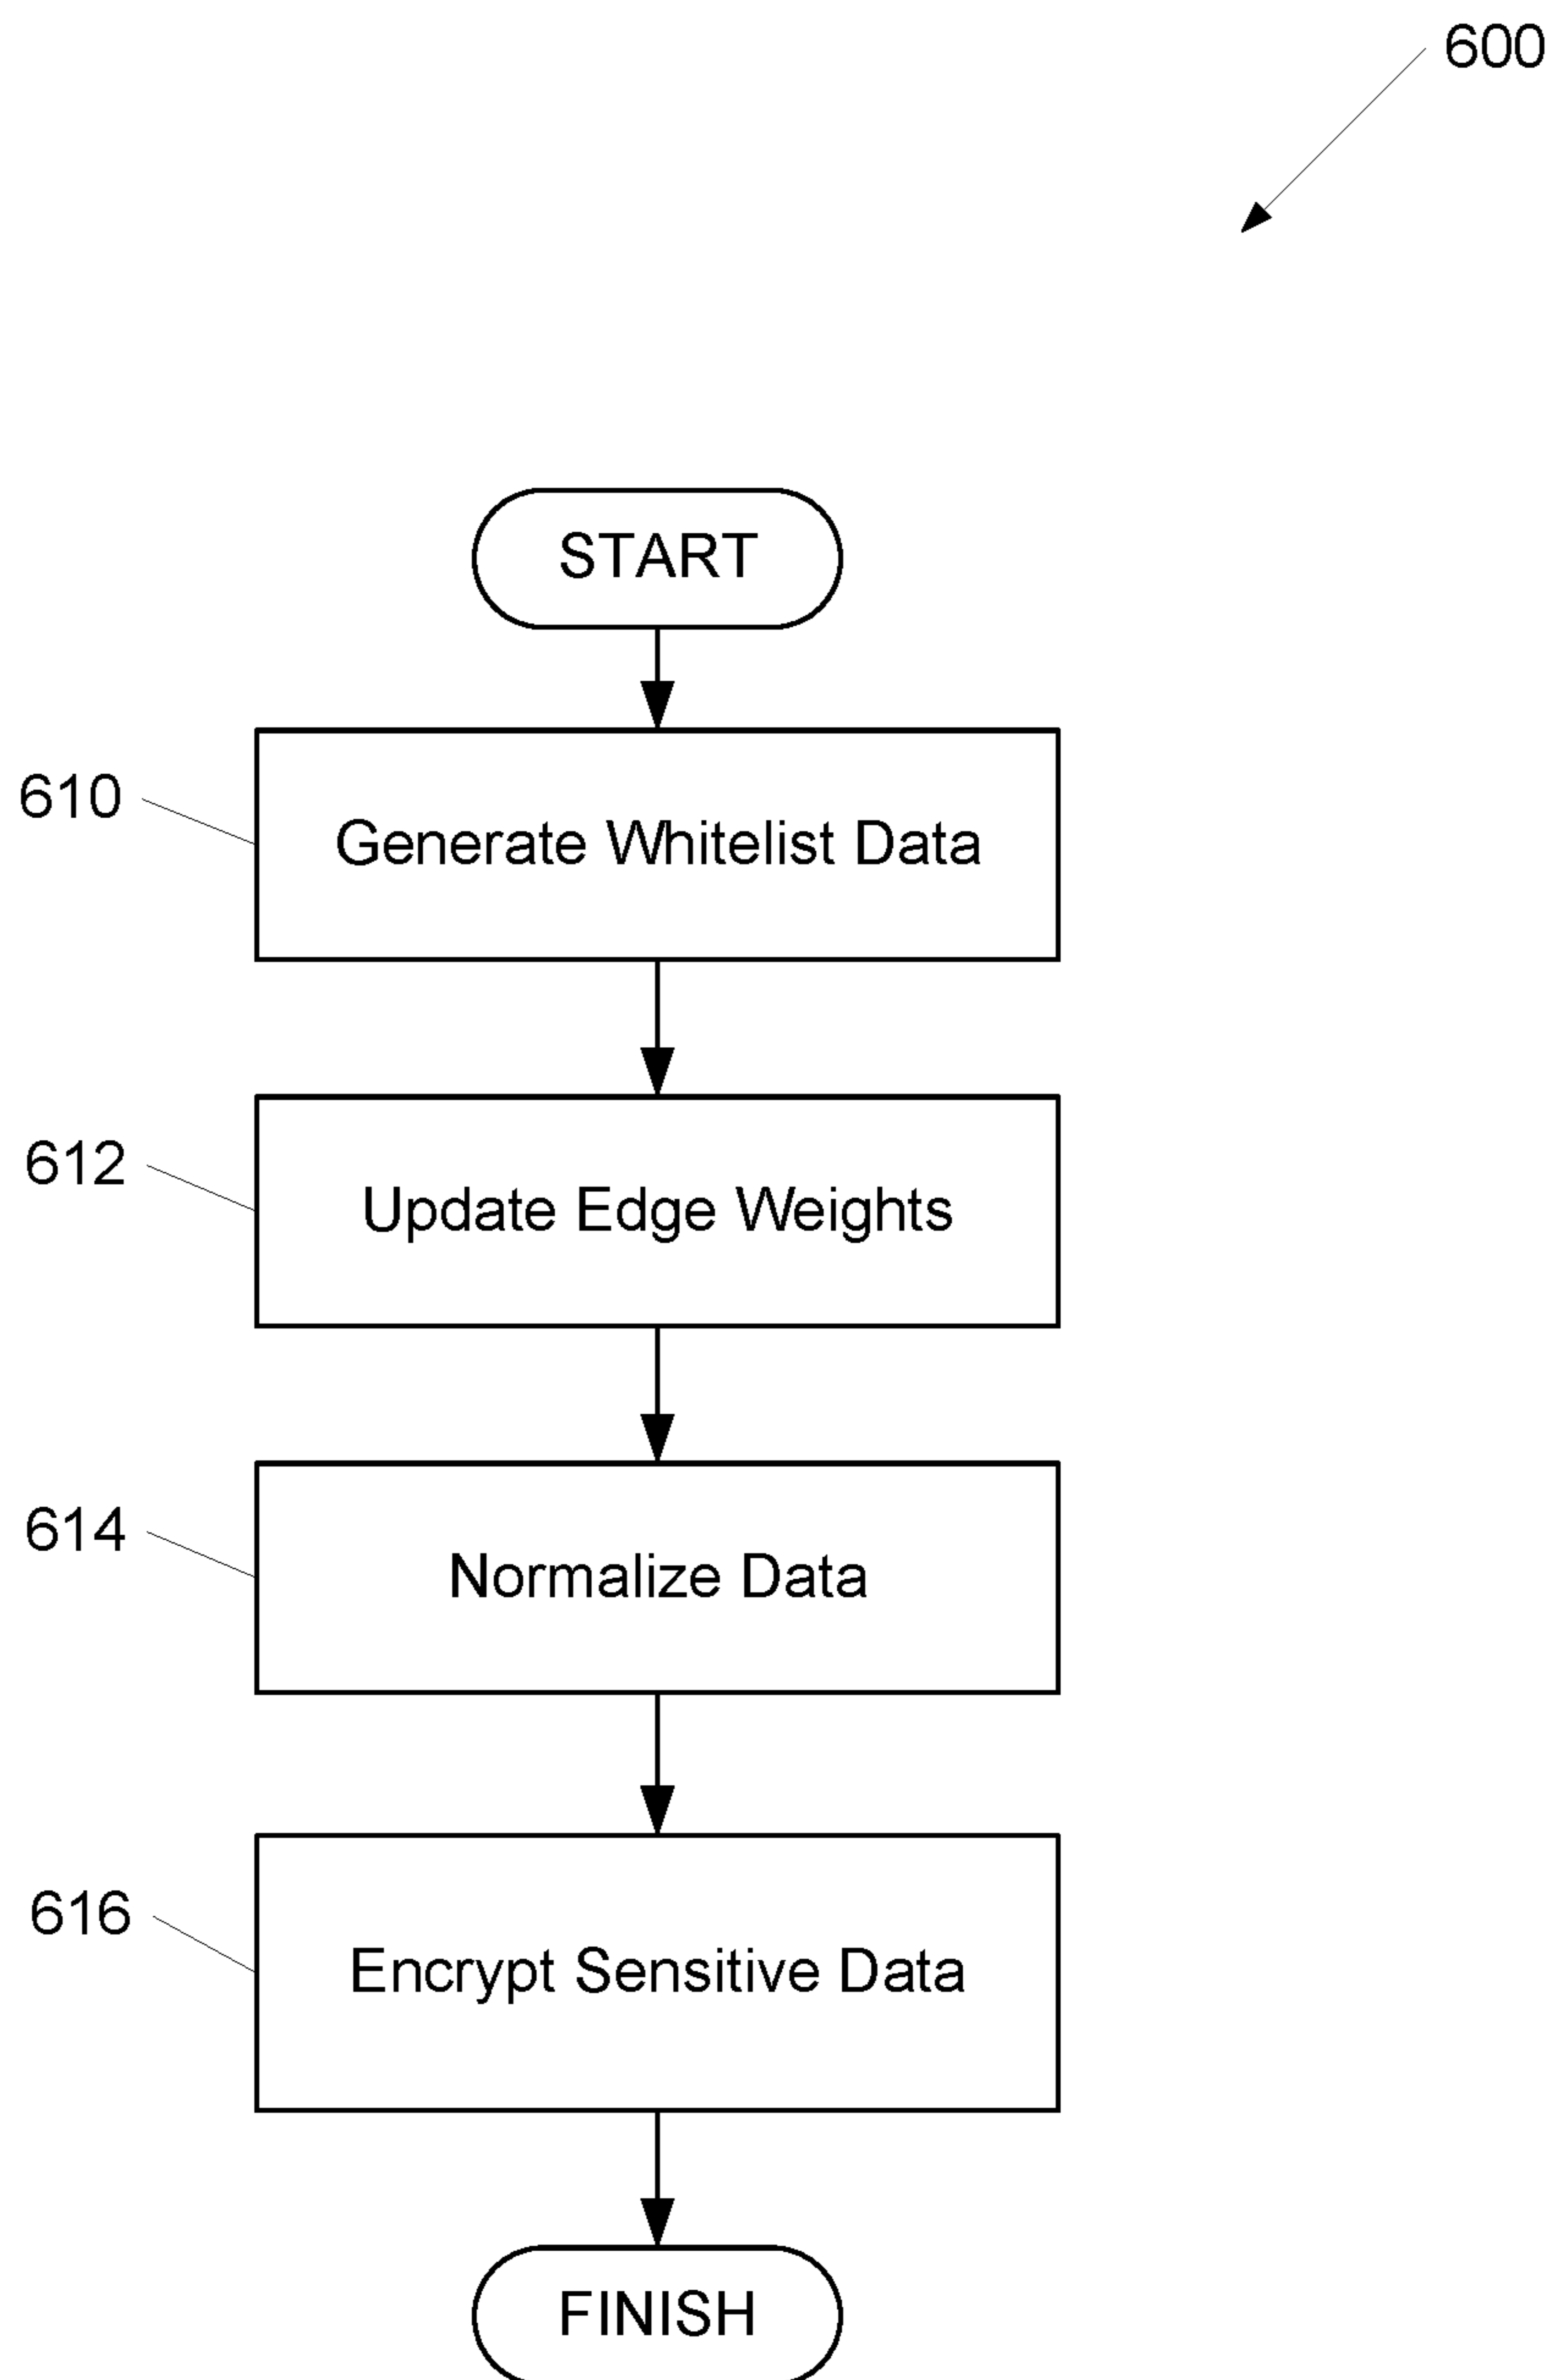 600
START
610
Generate Whitelist Data
612
Update Edge Weights
614
Normalize Data
616
Encrypt Sensitive Data
FINISH